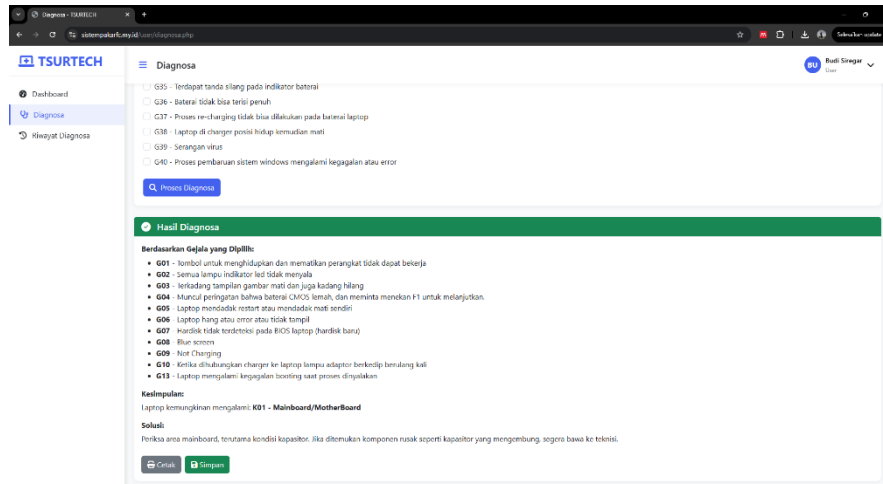 Diagnosa - TSURTECH
sistempakarfc.my.id/user/diagnosa.php
TSURTECH
Diagnosa
BU
Budi Siregar
User
Dashboard
Diagnosa
Riwayat Diagnosa
G35 - Terdapat tanda silang pada indikator baterai
G36 - Baterai tidak bisa terisi penuh
G37 - Proses re-charging tidak bisa dilakukan pada baterai laptop
G38 - Laptop di charger posisi hidup kemudian mati
G39 - Serangan virus
G40 - Proses pembaruan sistem windows mengalami kegagalan atau error
Proses Diagnosa
Hasil Diagnosa
Berdasarkan Gejala yang Dipilih:
G01 - Tombol untuk menghidupkan dan mematikan perangkat tidak dapat bekerja
G02 - Semua lampu indikator led tidak menyala
G03 - Terkadang tampilan gambar mati dan juga kadang hilang
G04 - Muncul peringatan bahwa baterai CMOS lemah, dan meminta menekan F1 untuk melanjutkan.
G05 - Laptop mendadak restart atau mendadak mati sendiri
G06 - Laptop hang atau error atau tidak tampil
G07 - Hardisk tidak terdeteksi pada BIOS laptop (hardisk baru)
G08 - Blue screen
G09 - Not Charging
G10 - Ketika dihubungkan charger ke laptop lampu adaptor berkedip berulang kali
G13 - Laptop mengalami kegagalan booting saat proses dinyalakan
Kesimpulan:
Laptop kemungkinan mengalami: K01 - Mainboard/MotherBoard
Solusi:
Periksa area mainboard, terutama kondisi kapasitor. Jika ditemukan komponen rusak seperti kapasitor yang mengembung, segera bawa ke teknisi.
Cetak
Simpan